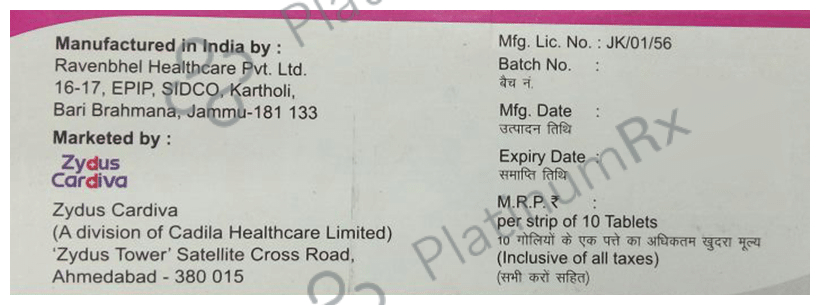 Manufactured in India by :
Ravenbhel Healthcare Pvt. Ltd.
16-17, EPIP, SIDCO, Kartholi,
Bari Brahmana, Jammu-181 133
Marketed by :
Zydus
Cardiva
Zydus Cardiva
(A division of Cadila Healthcare Limited)
'Zydus Tower' Satellite Cross Road,
Ahmedabad - 380 015
Mfg. Lic. No. : JK/01/56
Batch No. :
बैच नं.
Mfg. Date :
उत्पादन तिथि
Expiry Date :
समाप्ति तिथि
M.R.P. ₹ :
per strip of 10 Tablets
10 गोलियों के एक पत्ते का अधिकतम खुदरा मूल्य
(Inclusive of all taxes)
(सभी करों सहित)
PlatinumRx